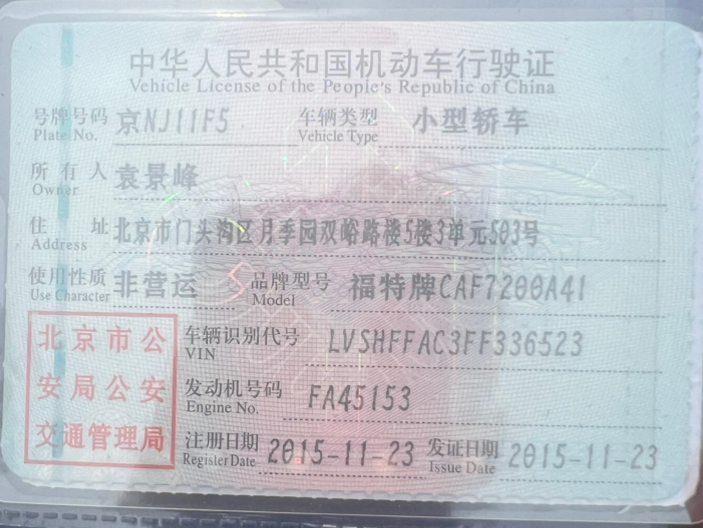 中华人民共和国机动车行驶证
Vehicle License of the People's Republic of China
号牌号码 京NJ11F5 车辆类型 小型轿车
Plate No. Vehicle Type
所有人 袁景峰
Owner
住址 北京市门头沟区月季园双峪路楼5楼3单元503号
Address
使用性质 非营运 品牌型号 福特牌CAF7200A41
Use Character Model
北京市公 车辆识别代号 LVSHFFAC3FF336523
VIN
安局公安 发动机号码 FA45153
Engine No.
交通管理局 注册日期 2015-11-23 发证日期 2015-11-23
Register Date Issue Date